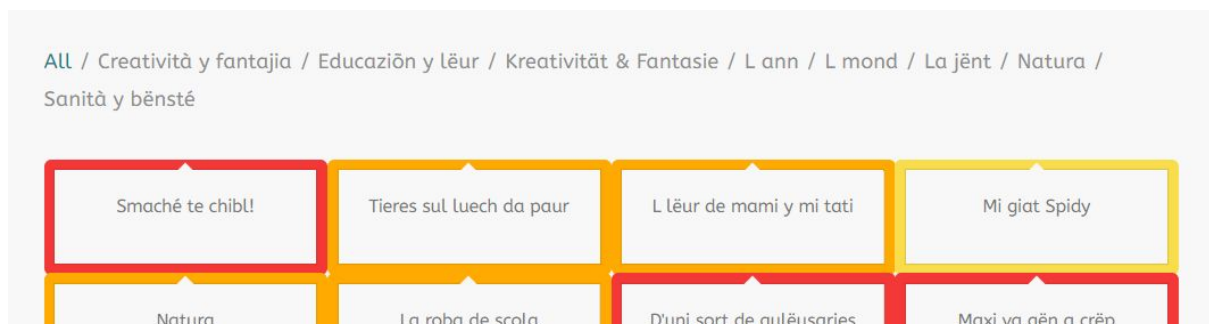 All / Creatività y fantajia / Educaziõn y lëur / Kreativität & Fantasie / L ann / L mond / La jënt / Natura /
Sanità y bënsté
Smaché te chibl!
Tieres sul luech da paur
L lëur de mami y mi tati
Mi giat Spidy
Natura
La roba de scola
D'uni sort de gulëusaries
Maxi va gën a crëp